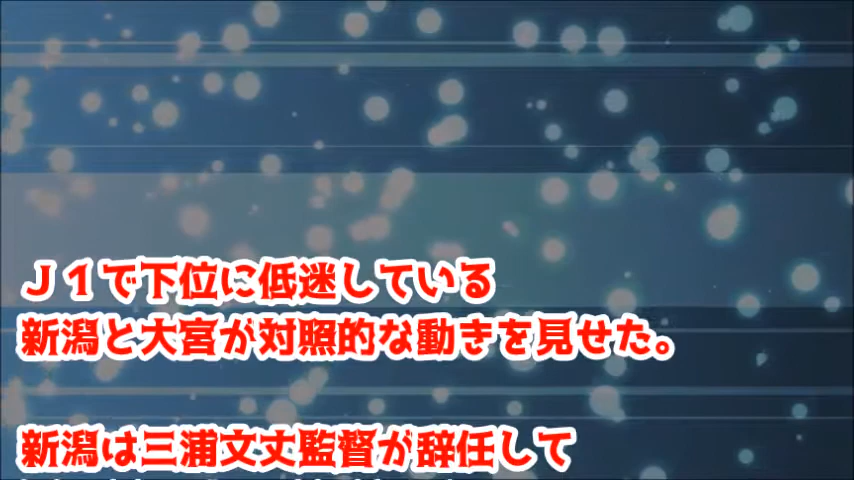 Ｊ１で下位に低迷している
新潟と大宮が対照的な動きを見せた。
新潟は三浦文丈監督が辞任して